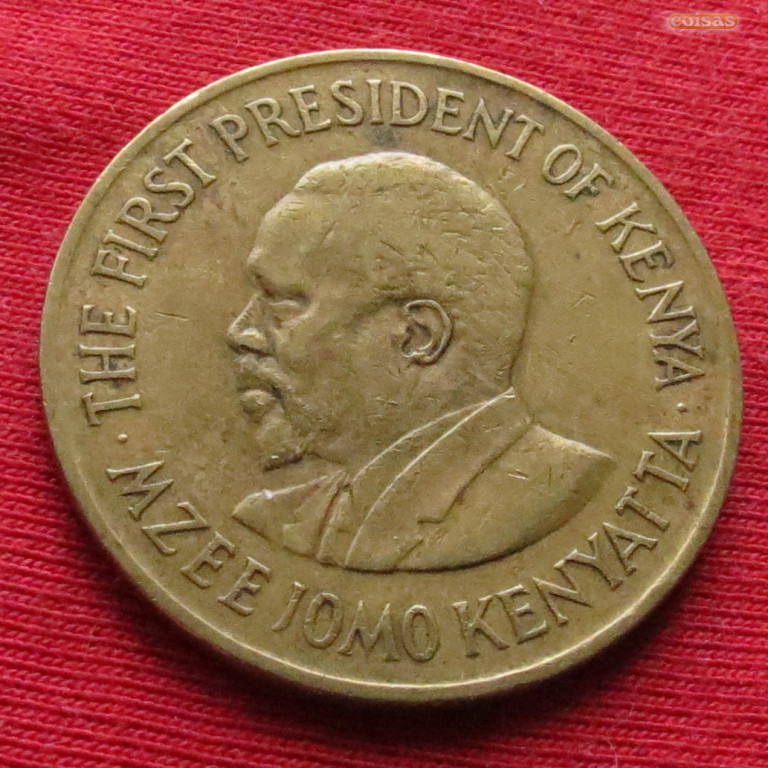 coisas
THE FIRST PRESIDENT OF KENYA
· MZEE JOMO KENYATTA ·